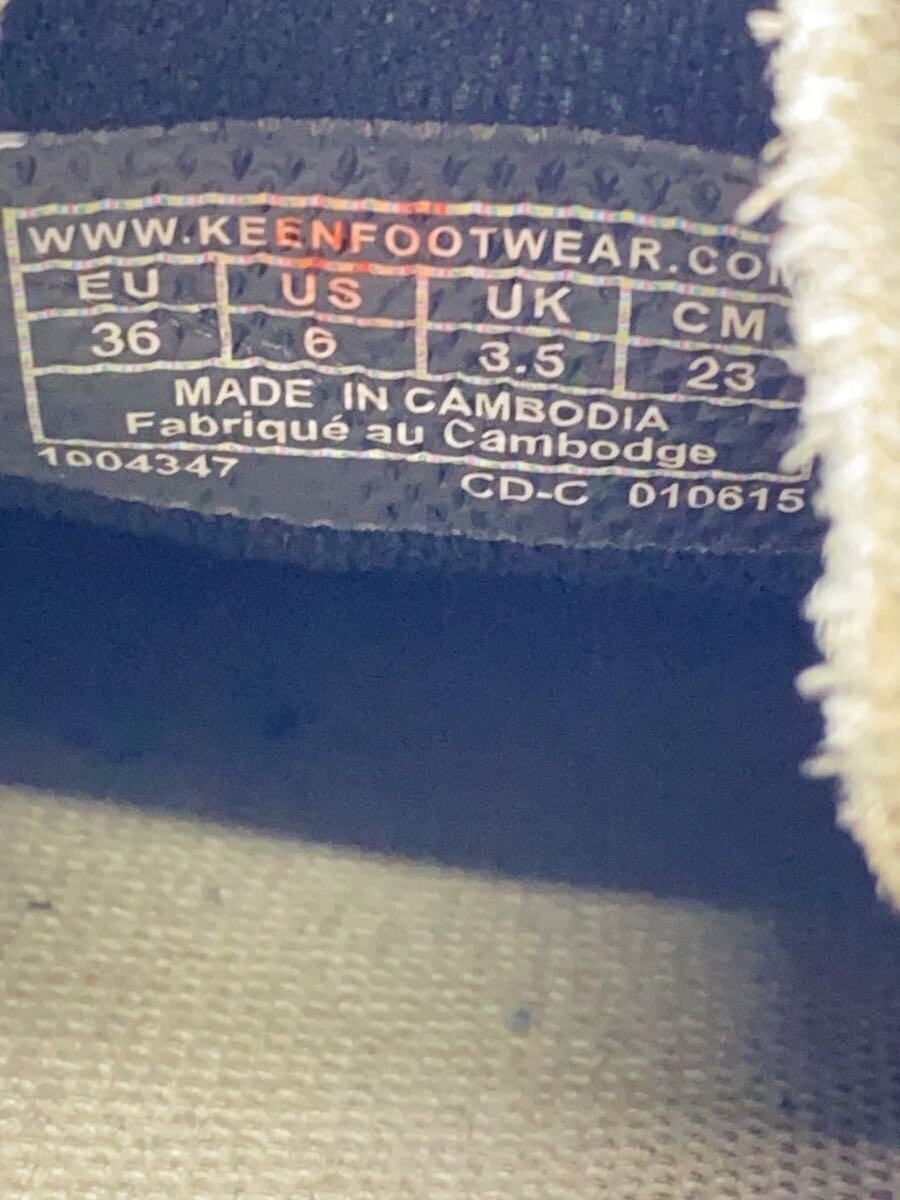 WWW.KEENFOOTWEAR.COM
EU US UK CM
36 6 3.5 23
MADE IN CAMBODIA
Fabriqué au Cambodge
1004347
CD-C 010615